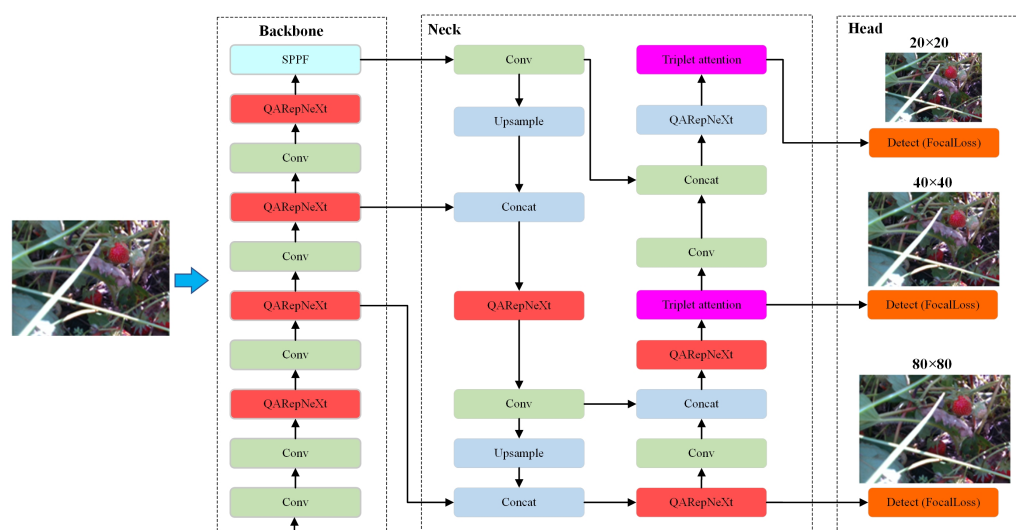 Backbone
SPPF
QARepNeXt
Conv
QARepNeXt
Conv
QARepNeXt
Conv
QARepNeXt
Conv
Conv
Neck
Conv
Upsample
Concat
QARepNeXt
Conv
Upsample
Concat
Triplet attention
QARepNeXt
Concat
Conv
Triplet attention
QARepNeXt
Concat
Conv
QARepNeXt
Head
20×20
Detect (FocalLoss)
40×40
Detect (FocalLoss)
80×80
Detect (FocalLoss)